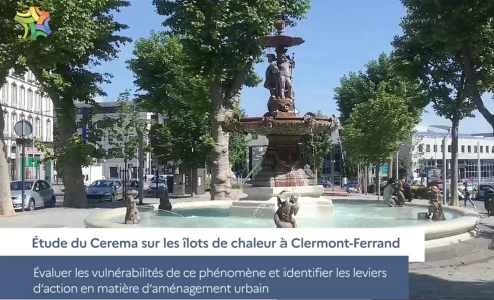 Étude du Cerema sur les îlots de chaleur à Clermont-Ferrand
Évaluer les vulnérabilités de ce phénomène et identifier les leviers
d'action en matière d'aménagement urbain